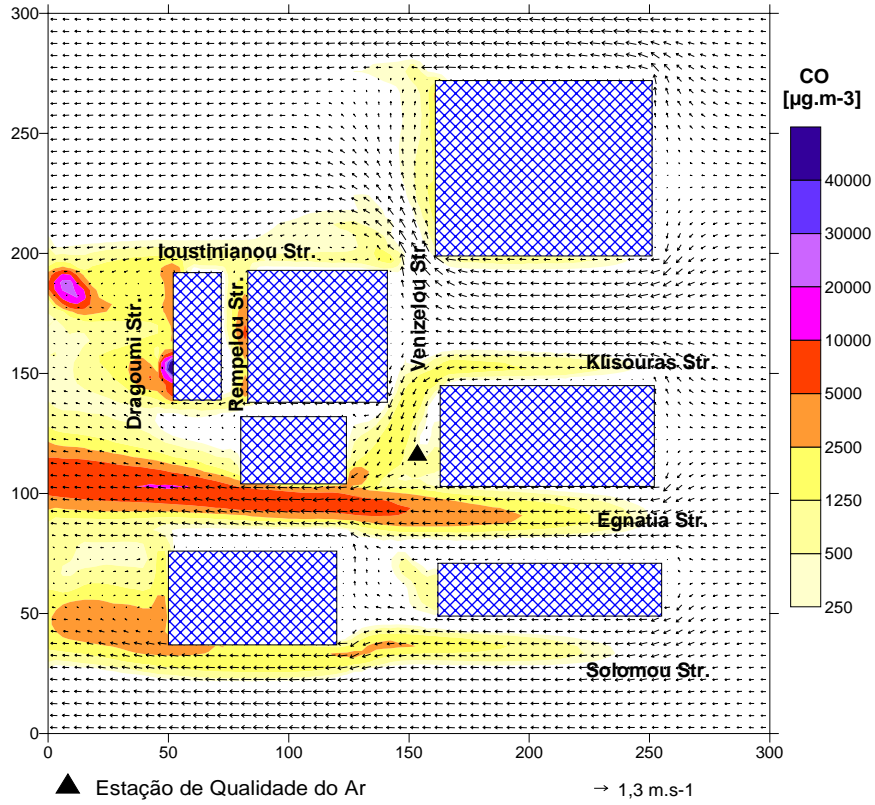 300
250
200
150
100
50
0
0 50 100 150 200 250 300
Ioustinianou Str.
Dragoumi Str.
Rempelou Str.
Venizelou Str.
Klisouras Str.
Egnatia Str.
Solomou Str.
CO
[µg.m-3]
40000
30000
20000
10000
5000
2500
1250
500
250
Estação de Qualidade do Ar
1,3 m.s-1